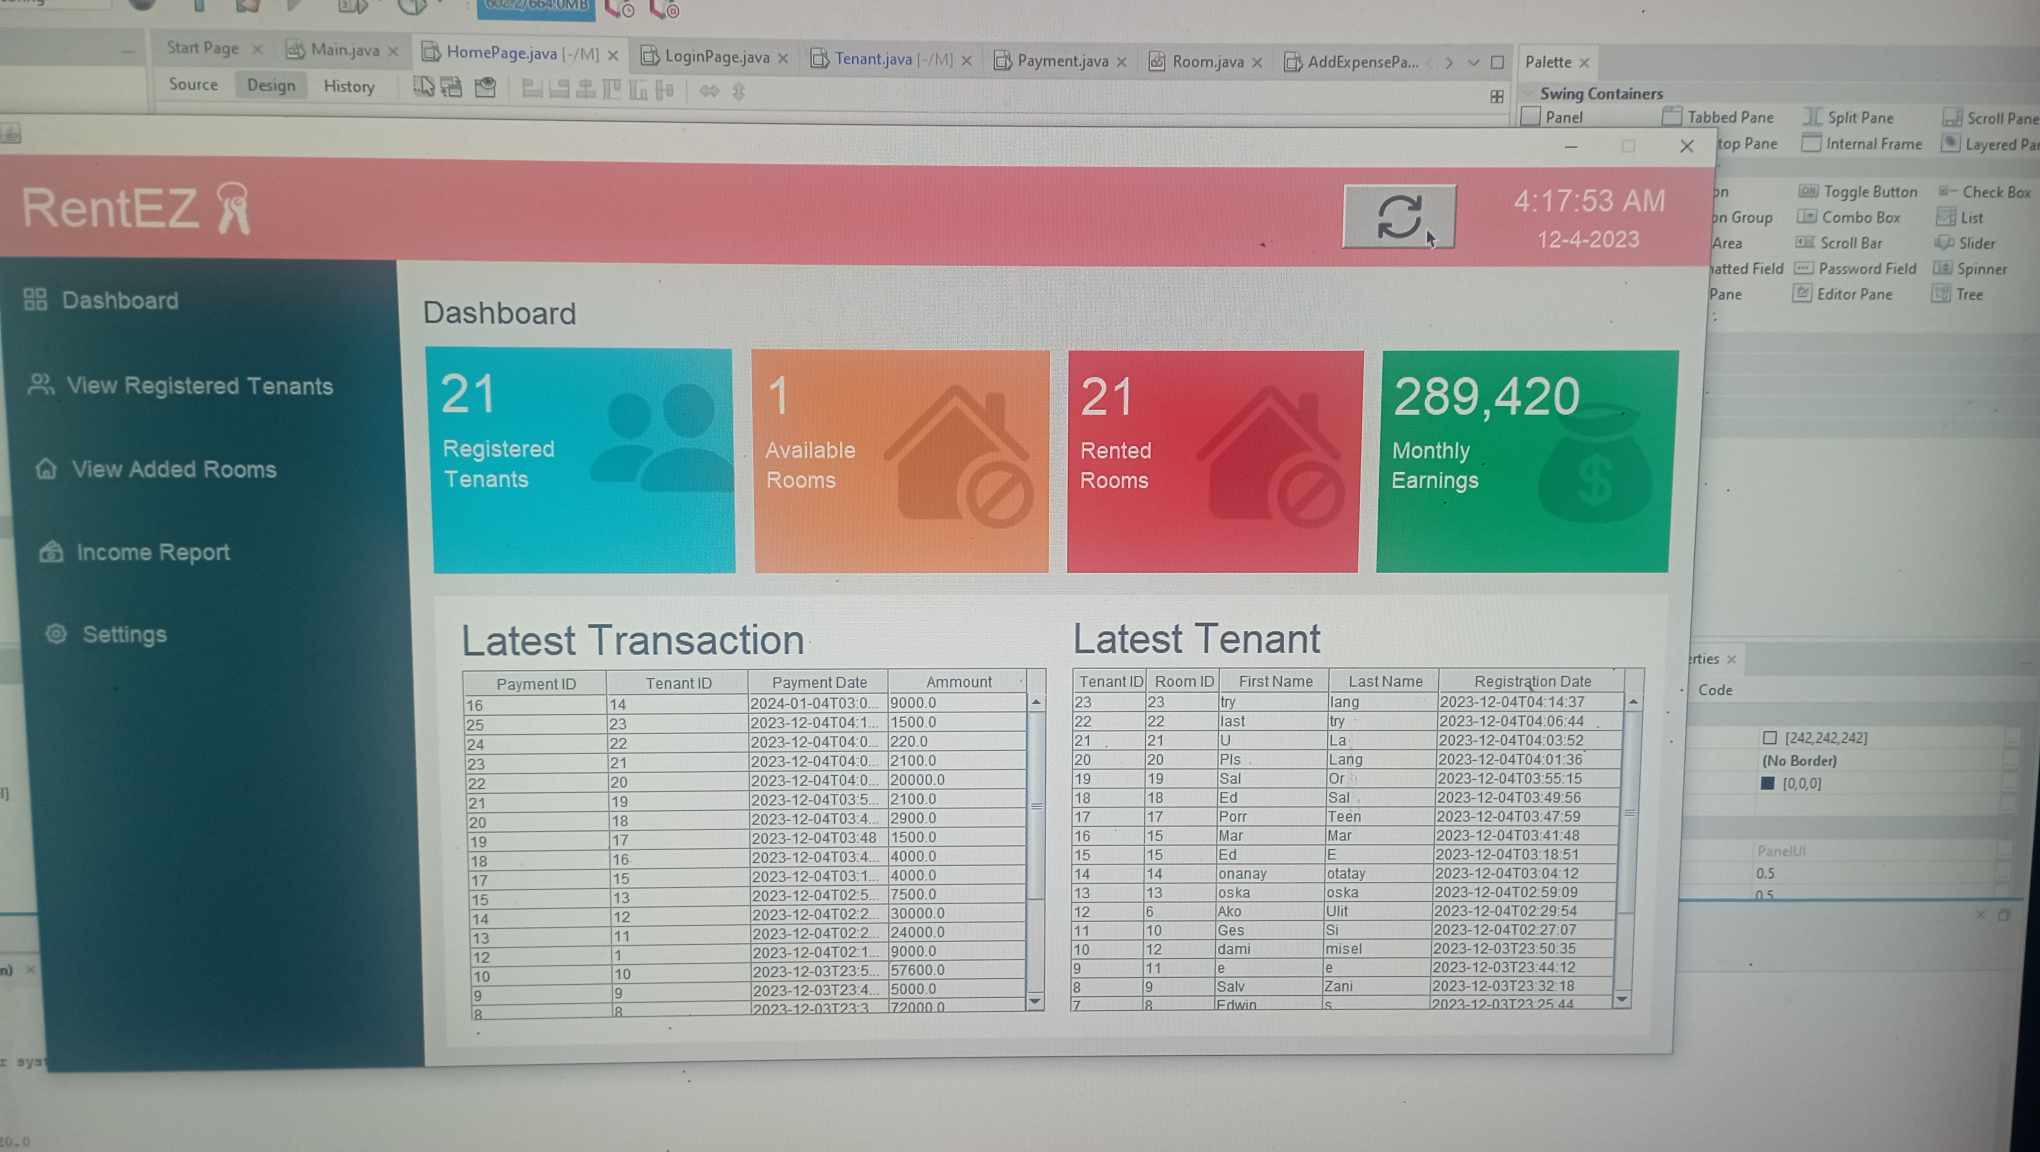 602.2/664.0MB
Start Page
Main.java
HomePage.java [-/M]
LoginPage.java
Tenant.java [-/M]
Payment.java
Room.java
AddExpensePa...
Palette
Source Design History
Swing Containers
Panel Tabbed Pane Split Pane Scroll Pane
top Pane Internal Frame Layered Pa
on Toggle Button Check Box
on Group Combo Box List
Area Scroll Bar Slider
matted Field Password Field Spinner
Pane Editor Pane Tree
RentEZ
4:17:53 AM
12-4-2023
Dashboard
View Registered Tenants
View Added Rooms
Income Report
Settings
Dashboard
21
Registered
Tenants
1
Available
Rooms
21
Rented
Rooms
289,420
Monthly
Earnings
Latest Transaction
Payment ID Tenant ID Payment Date Ammount
16 14 2024-01-04T03:0... 9000.0
25 23 2023-12-04T04:1... 1500.0
24 22 2023-12-04T04:0... 220.0
23 21 2023-12-04T04:0... 2100.0
22 20 2023-12-04T04:0... 20000.0
21 19 2023-12-04T03:5... 2100.0
20 18 2023-12-04T03:4... 2900.0
19 17 2023-12-04T03:48 1500.0
18 16 2023-12-04T03:4... 4000.0
17 15 2023-12-04T03:1... 4000.0
15 13 2023-12-04T02:5... 7500.0
14 12 2023-12-04T02:2... 30000.0
13 11 2023-12-04T02:2... 24000.0
12 1 2023-12-04T02:1... 9000.0
10 10 2023-12-03T23:5... 57600.0
9 9 2023-12-03T23:4... 5000.0
8 8 2023-12-03T23:3... 72000.0
Latest Tenant
Tenant ID Room ID First Name Last Name Registration Date
23 23 try lang 2023-12-04T04:14:37
22 22 last try 2023-12-04T04:06:44
21 21 U La 2023-12-04T04:03:52
20 20 Pls Lang 2023-12-04T04:01:36
19 19 Sal Or 2023-12-04T03:55:15
18 18 Ed Sal 2023-12-04T03:49:56
17 17 Porr Teen 2023-12-04T03:47:59
16 15 Mar Mar 2023-12-04T03:41:48
15 15 Ed E 2023-12-04T03:18:51
14 14 onanay otatay 2023-12-04T03:04:12
13 13 oska oska 2023-12-04T02:59:09
12 6 Ako Ulit 2023-12-04T02:29:54
11 10 Ges Si 2023-12-04T02:27:07
10 12 dami misel 2023-12-03T23:50:35
9 11 e e 2023-12-03T23:44:12
8 9 Salv Zani 2023-12-03T23:32:18
7 8 Edwin s 2023-12-03T23:25:44
erties
Code
[242,242,242]
(No Border)
[0,0,0]
PanelUI
0.5
0.5
r syst
20.0